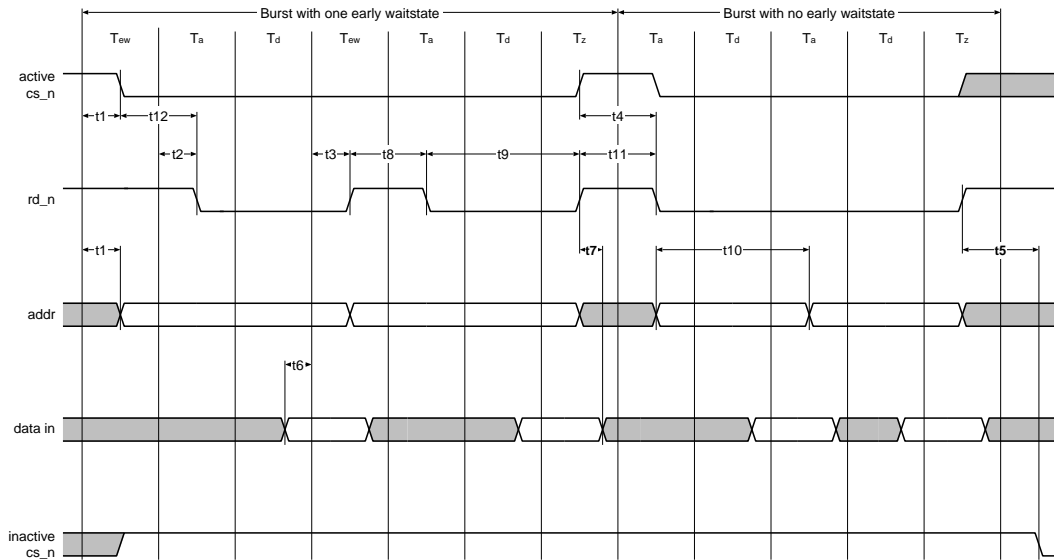 Burst with one early waitstate Burst with no early waitstate
Tew Ta Td Tew Ta Td Tz Ta Td Ta Td Tz
active
cs_n
t1 t12 t4
t2 t3 t8 t9 t11
rd_n
t1 t7 t10 t5
addr
t6
data in
inactive
cs_n